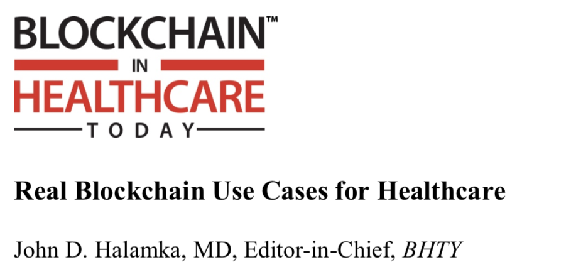 BLOCKCHAIN™
IN
HEALTHCARE
TODAY
Real Blockchain Use Cases for Healthcare
John D. Halamka, MD, Editor-in-Chief, BHTY